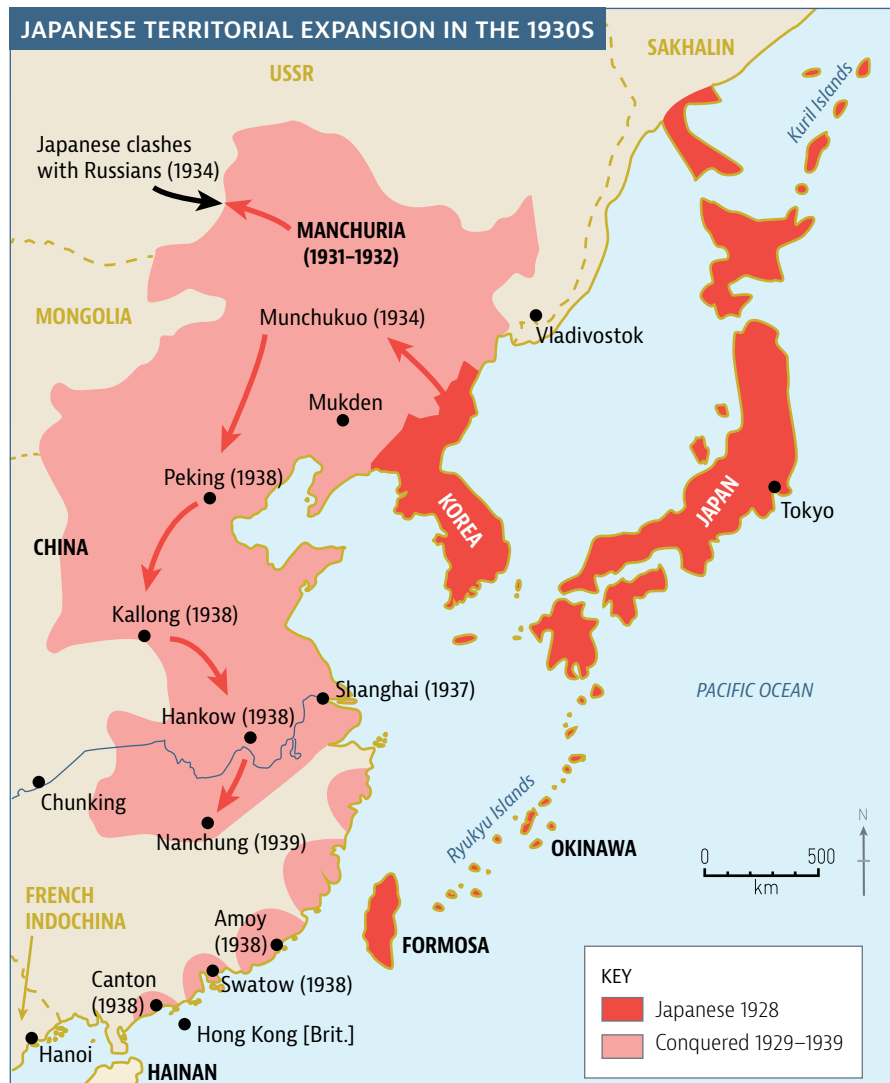 JAPANESE TERRITORIAL EXPANSION IN THE 1930S
USSR
SAKHALIN
Kuril Islands
Japanese clashes
with Russians (1934)
MANCHURIA
(1931–1932)
MONGOLIA
Munchukuo (1934)
Vladivostok
Mukden
Peking (1938)
KOREA
JAPAN
Tokyo
CHINA
Kallong (1938)
Shanghai (1937)
PACIFIC OCEAN
Hankow (1938)
Chunking
Nanchung (1939)
Ryukyu Islands
OKINAWA
0 500
km
N
FRENCH
INDOCHINA
Amoy
(1938)
FORMOSA
Canton
(1938)
Swatow (1938)
Hong Kong [Brit.]
Hanoi
HAINAN
KEY
Japanese 1928
Conquered 1929–1939